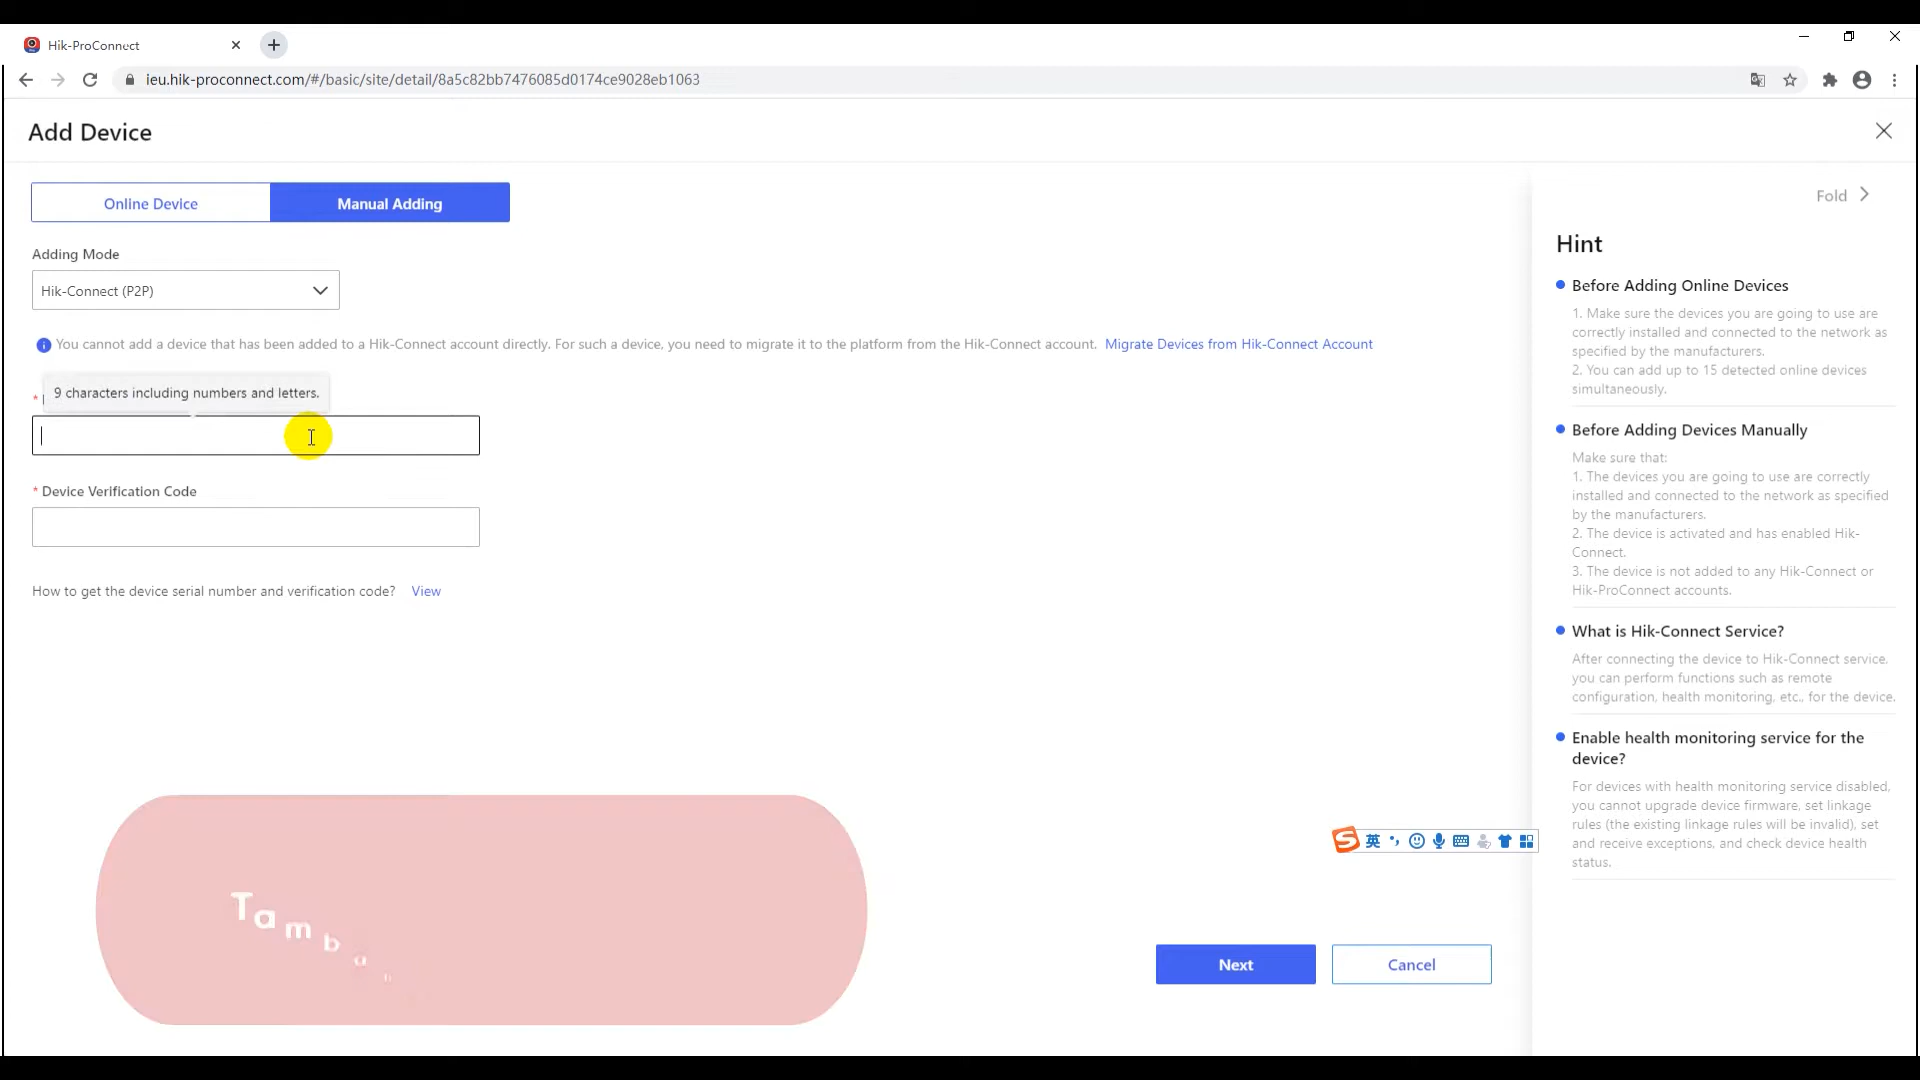 Hik-ProConnect
ieu.hik-proconnect.com/#/basic/site/detail/8a5c82bb7476085d0174ce9028eb1063
Add Device
Online Device
Manual Adding
Adding Mode
Hik-Connect (P2P)
You cannot add a device that has been added to a Hik-Connect account directly. For such a device, you need to migrate it to the platform from the Hik-Connect account. Migrate Devices from Hik-Connect Account
9 characters including numbers and letters.
*
* Device Verification Code
How to get the device serial number and verification code? View
Tamba
Next
Cancel
S英
Fold
Hint
Before Adding Online Devices
1. Make sure the devices you are going to use are
correctly installed and connected to the network as
specified by the manufacturers.
2. You can add up to 15 detected online devices
simultaneously.
Before Adding Devices Manually
Make sure that:
1. The devices you are going to use are correctly
installed and connected to the network as specified
by the manufacturers.
2. The device is activated and has enabled Hik-
Connect.
3. The device is not added to any Hik-Connect or
Hik-ProConnect accounts.
What is Hik-Connect Service?
After connecting the device to Hik-Connect service,
you can perform functions such as remote
configuration, health monitoring, etc., for the device.
Enable health monitoring service for the
device?
For devices with health monitoring service disabled,
you cannot upgrade device firmware, set linkage
rules (the existing linkage rules will be invalid), set
and receive exceptions, and check device health
status.